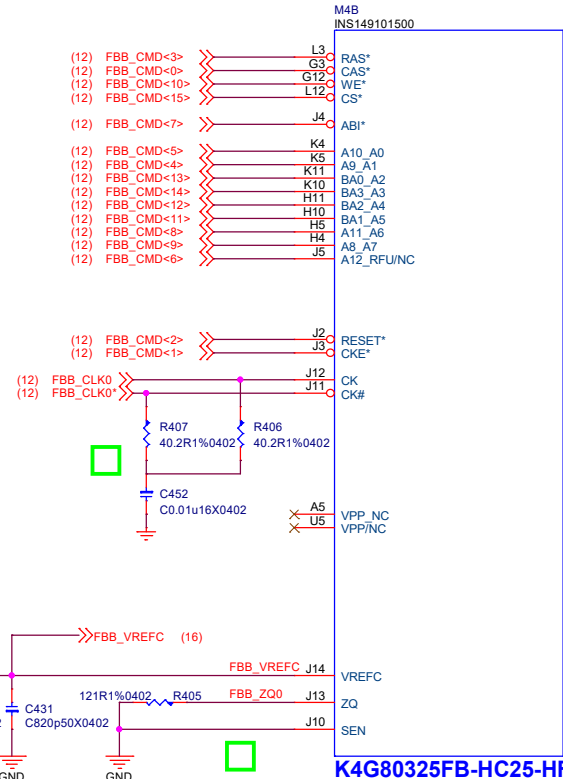 M4B
INS149101500
(12) FBB_CMD<3> L3 RAS*
(12) FBB_CMD<0> G3 CAS*
(12) FBB_CMD<10> G12 WE*
(12) FBB_CMD<15> L12 CS*
(12) FBB_CMD<7> J4 ABI*
(12) FBB_CMD<5> K4 A10_A0
(12) FBB_CMD<4> K5 A9_A1
(12) FBB_CMD<13> K11 BA0_A2
(12) FBB_CMD<14> K10 BA3_A3
(12) FBB_CMD<12> H11 BA2_A4
(12) FBB_CMD<11> H10 BA1_A5
(12) FBB_CMD<8> H5 A11_A6
(12) FBB_CMD<9> H4 A8_A7
(12) FBB_CMD<6> J5 A12_RFU/NC
(12) FBB_CMD<2> J2 RESET*
(12) FBB_CMD<1> J3 CKE*
(12) FBB_CLK0 J12 CK
(12) FBB_CLK0* J11 CK#
R407 R406
40.2R1%0402 40.2R1%0402
C452
C0.01u16X0402
A5 VPP_NC
U5 VPP/NC
FBB_VREFC (16)
FBB_VREFC J14 VREFC
121R1%0402 R405 FBB_ZQ0 J13 ZQ
C431
C820p50X0402
J10 SEN
GND GND
K4G80325FB-HC25-HF